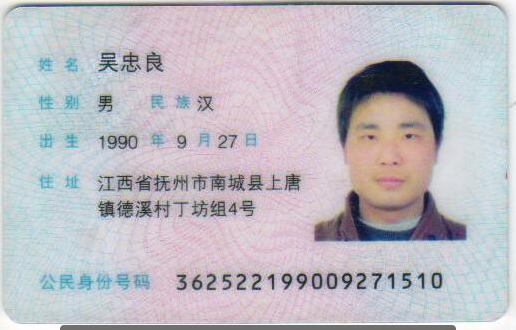 姓名 吴忠良
性别 男 民族 汉
出生 1990 年 9 月 27 日
住址 江西省抚州市南城县上唐
镇德溪村丁坊组4号
公民身份号码 362522199009271510